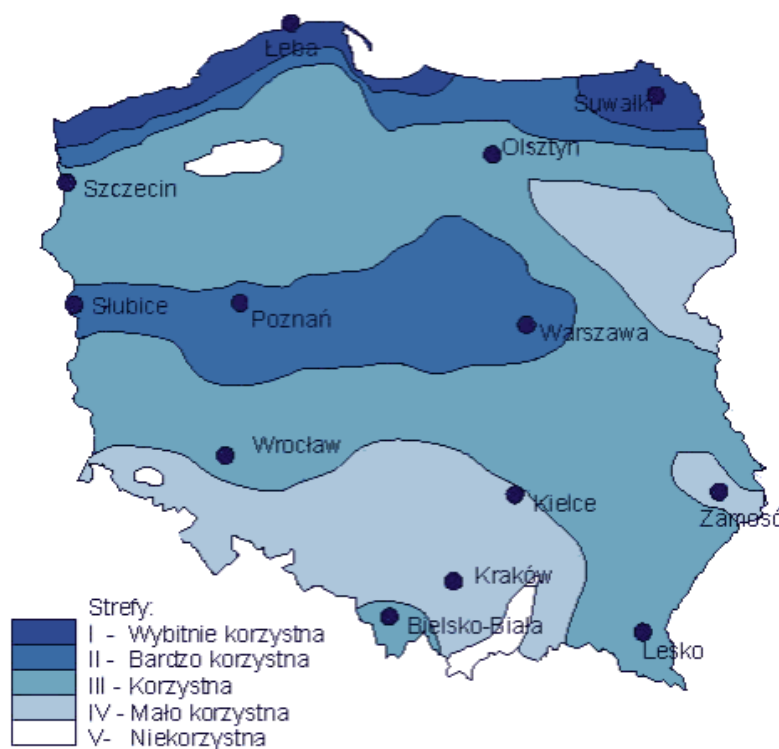 Łeba
Suwałki
Olsztyn
Szczecin
Słubice
Poznań
Warszawa
Wrocław
Kielce
Zamość
Kraków
Bielsko-Biała
Lesko
Strefy:
I - Wybitnie korzystna
II - Bardzo korzystna
III - Korzystna
IV - Mało korzystna
V- Niekorzystna